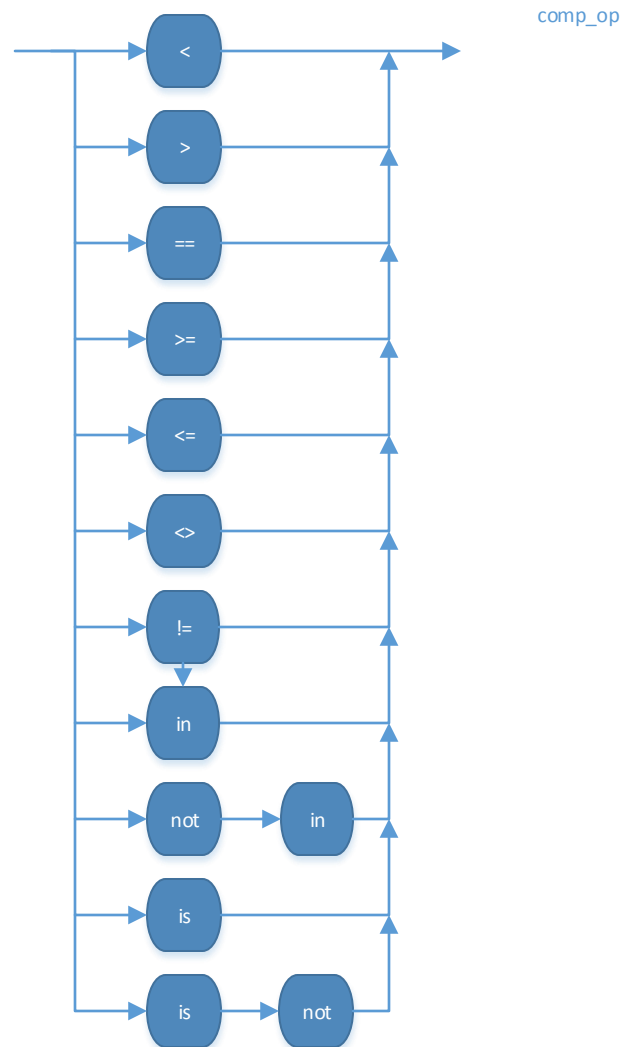 comp_op
<
>
==
>=
<=
<>
!=
in
not in
is
is not